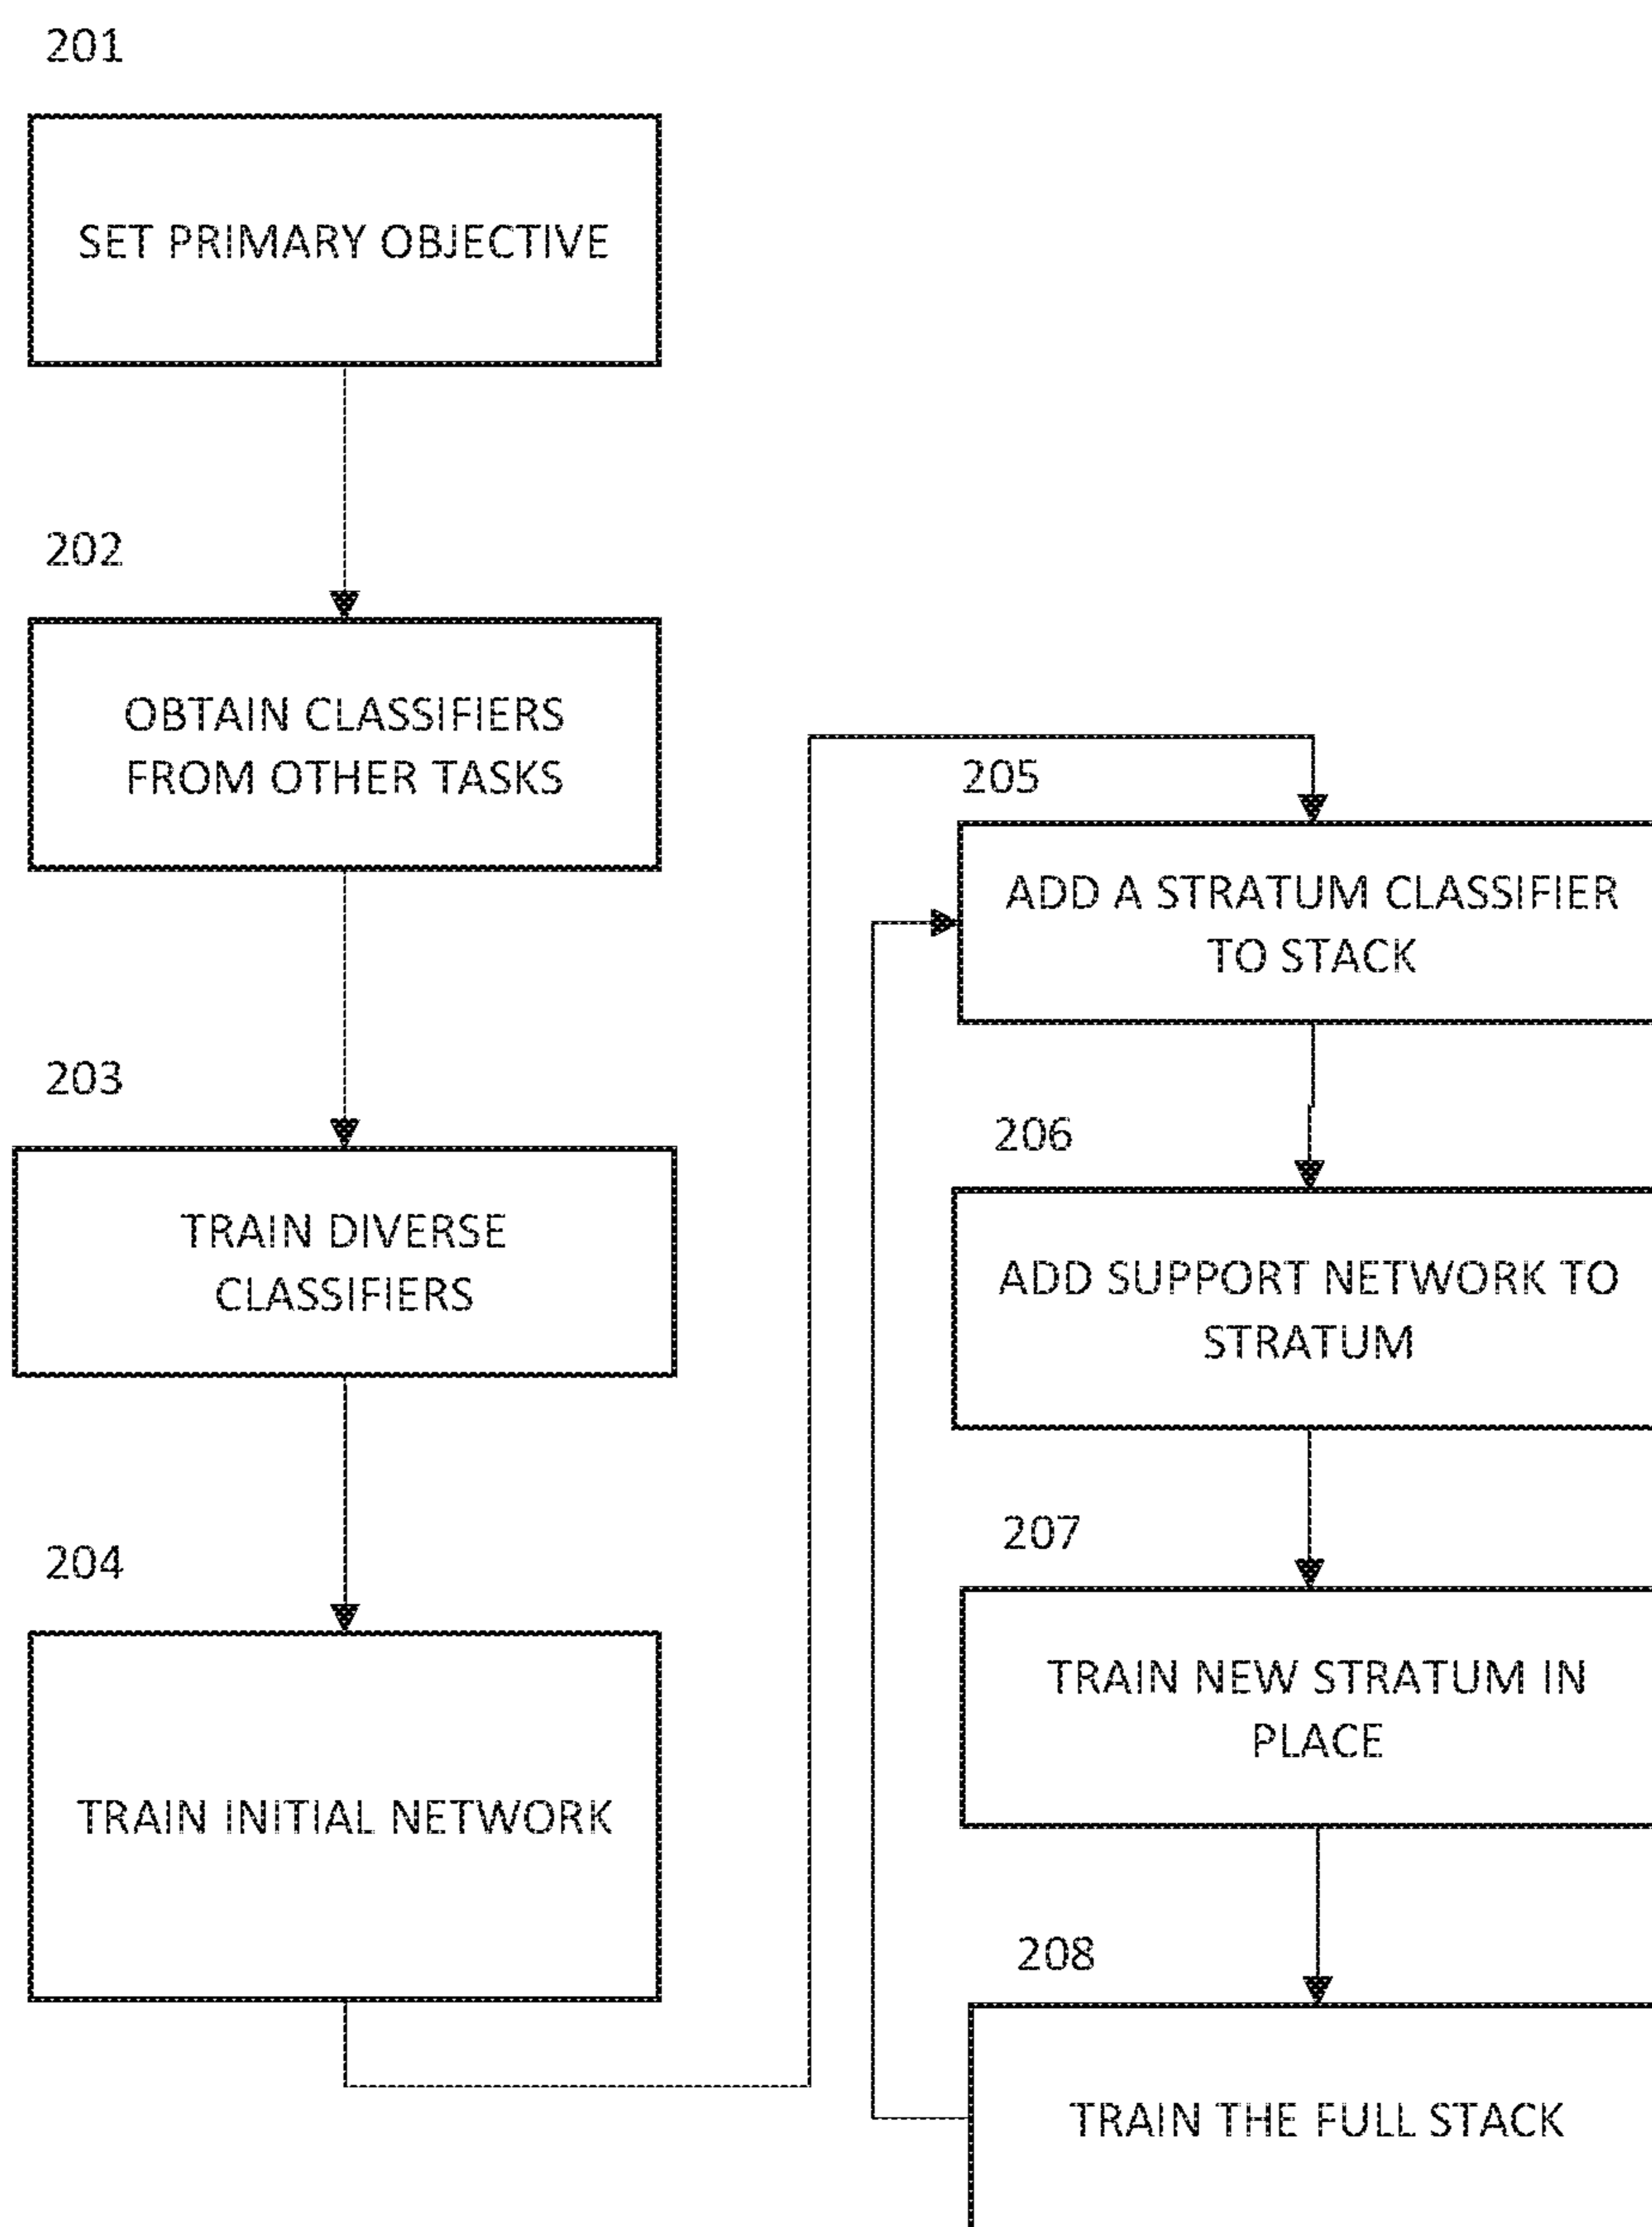 201
SET PRIMARY OBJECTIVE
202
OBTAIN CLASSIFIERS
FROM OTHER TASKS
203
TRAIN DIVERSE
CLASSIFIERS
204
TRAIN INITIAL NETWORK
205
ADD A STRATUM CLASSIFIER
TO STACK
206
ADD SUPPORT NETWORK TO
STRATUM
207
TRAIN NEW STRATUM IN
PLACE
208
TRAIN THE FULL STACK